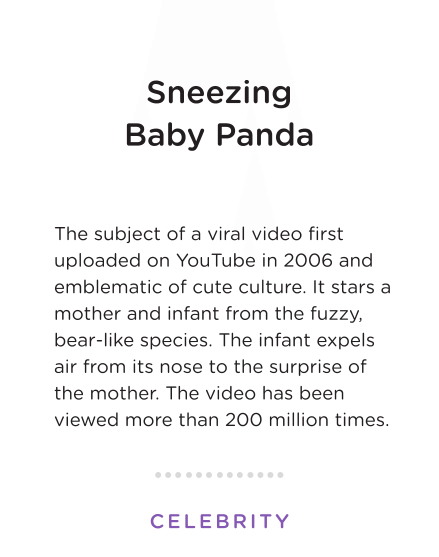 Sneezing
Baby Panda
The subject of a viral video first
uploaded on YouTube in 2006 and
emblematic of cute culture. It stars a
mother and infant from the fuzzy,
bear-like species. The infant expels
air from its nose to the surprise of
the mother. The video has been
viewed more than 200 million times.
CELEBRITY